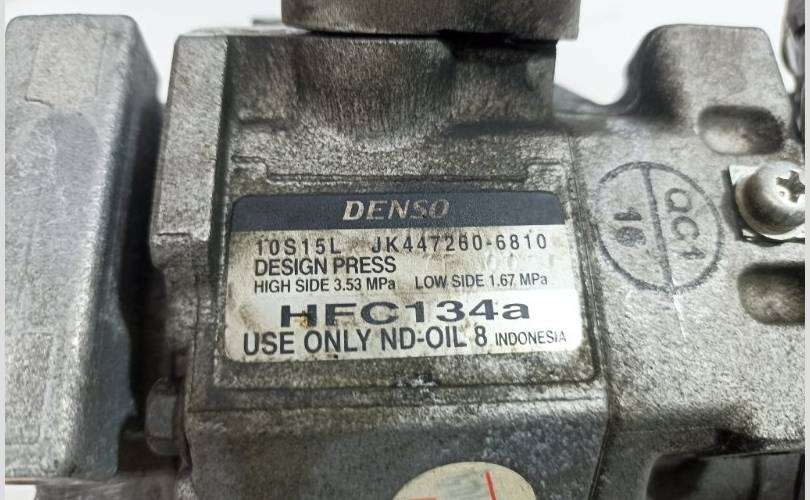 DENSO
10S15L JK447260-6810
DESIGN PRESS
HIGH SIDE 3.53 MPa LOW SIDE 1.67 MPa
HFC134a
USE ONLY ND-OIL 8 INDONESIA
QC1
16